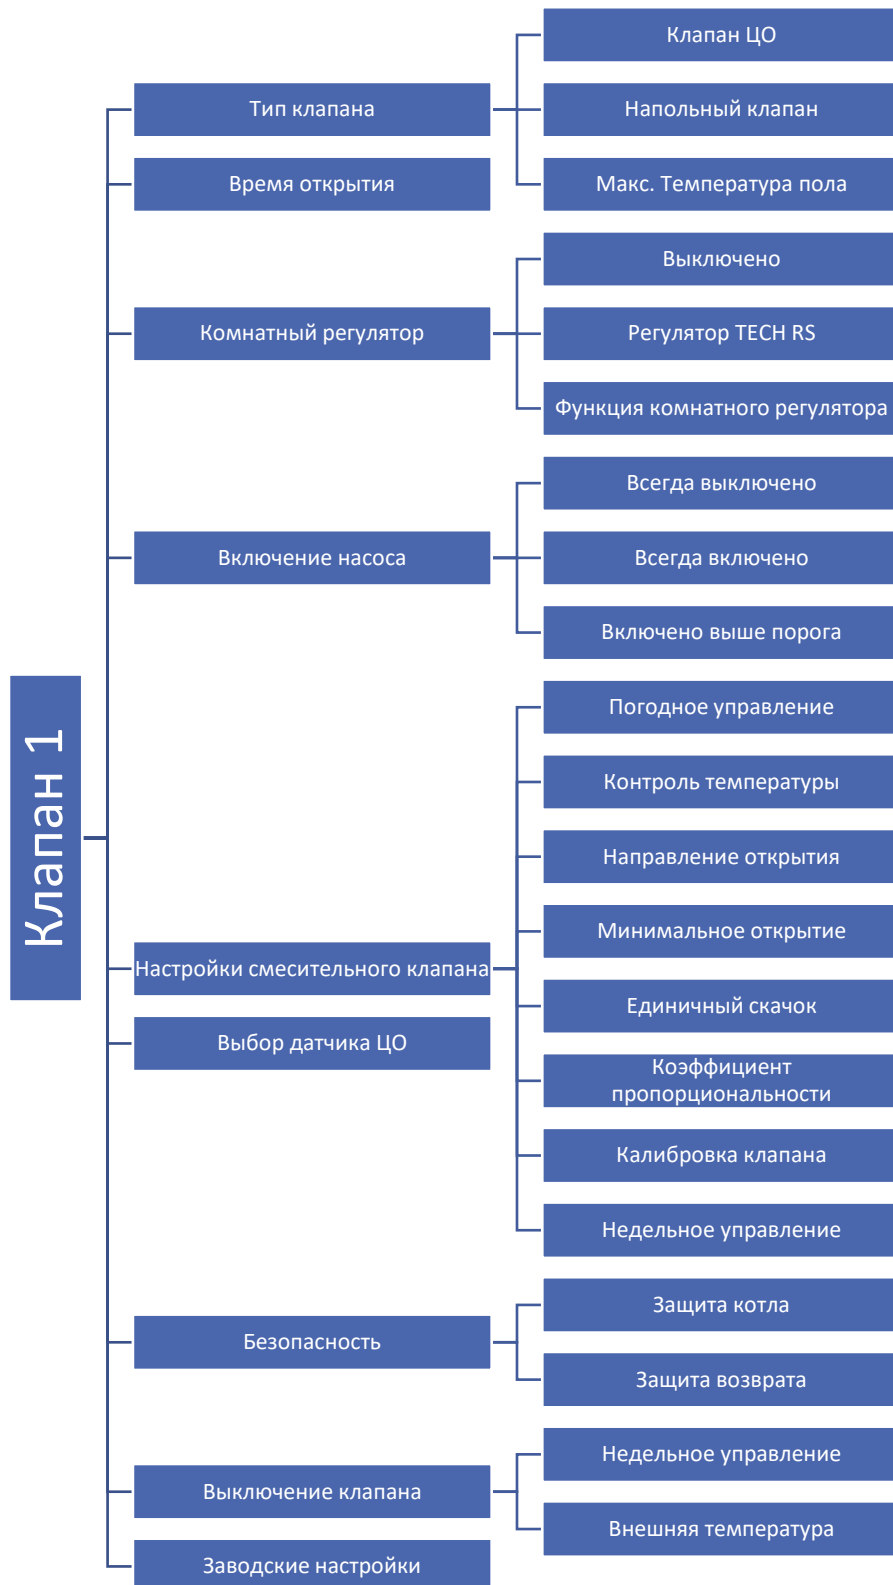 Клапан 1
Тип клапана
Клапан ЦО
Напольный клапан
Макс. Температура пола
Время открытия
Комнатный регулятор
Выключено
Регулятор TECH RS
Функция комнатного регулятора
Включение насоса
Всегда выключено
Всегда включено
Включено выше порога
Настройки смесительного клапана
Погодное управление
Контроль температуры
Направление открытия
Минимальное открытие
Единичный скачок
Коэффициент
пропорциональности
Калибровка клапана
Недельное управление
Выбор датчика ЦО
Безопасность
Защита котла
Защита возврата
Выключение клапана
Недельное управление
Внешняя температура
Заводские настройки